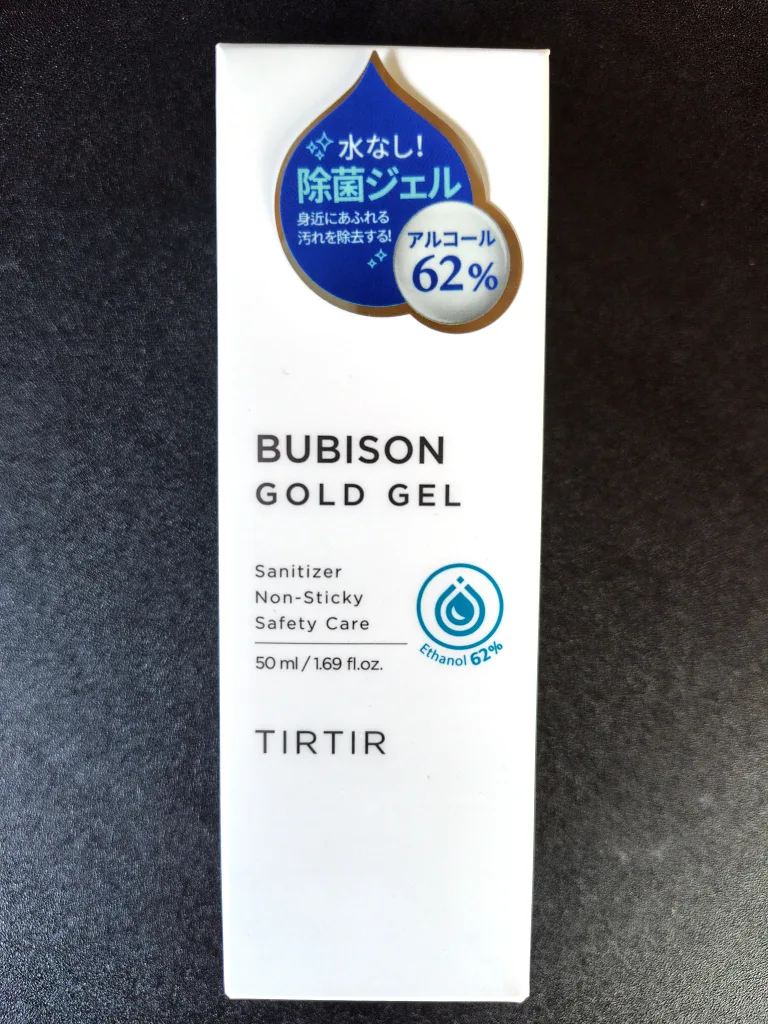 水なし!
除菌ジェル
身近にあふれる
汚れを除去する!
アルコール
62%
BUBISON
GOLD GEL
Sanitizer
Non-Sticky
Safety Care
50 ml / 1.69 fl.oz.
Ethanol 62%
TIRTIR